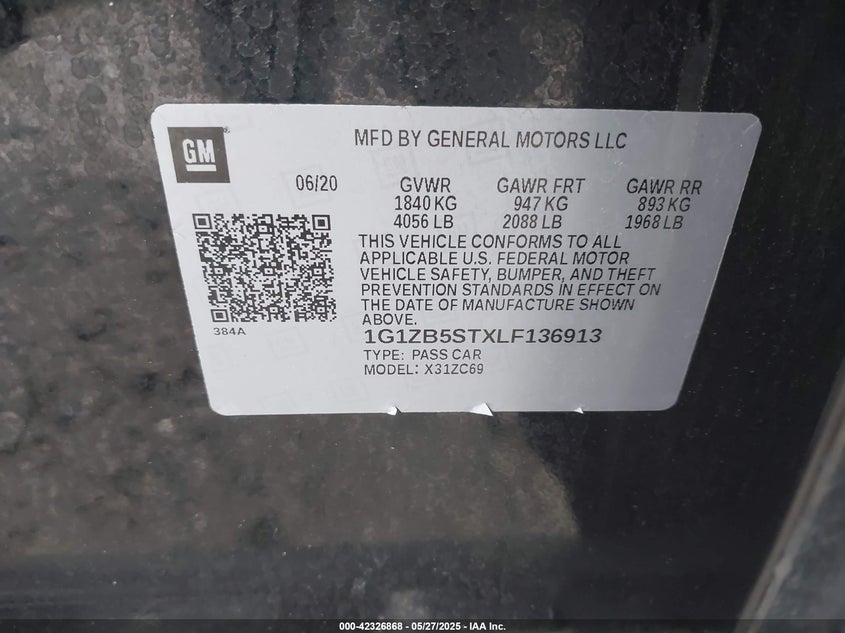 GM
MFD BY GENERAL MOTORS LLC
06/20 GVWR GAWR FRT GAWR RR
1840 KG 947 KG 893 KG
4056 LB 2088 LB 1968 LB
THIS VEHICLE CONFORMS TO ALL
APPLICABLE U.S. FEDERAL MOTOR
VEHICLE SAFETY, BUMPER, AND THEFT
PREVENTION STANDARDS IN EFFECT ON
THE DATE OF MANUFACTURE SHOWN
ABOVE.
384A
1G1ZB5STXLF136913
TYPE: PASS CAR
MODEL: X31ZC69
000-42326868 — 05/27/2025 — IAA Inc.